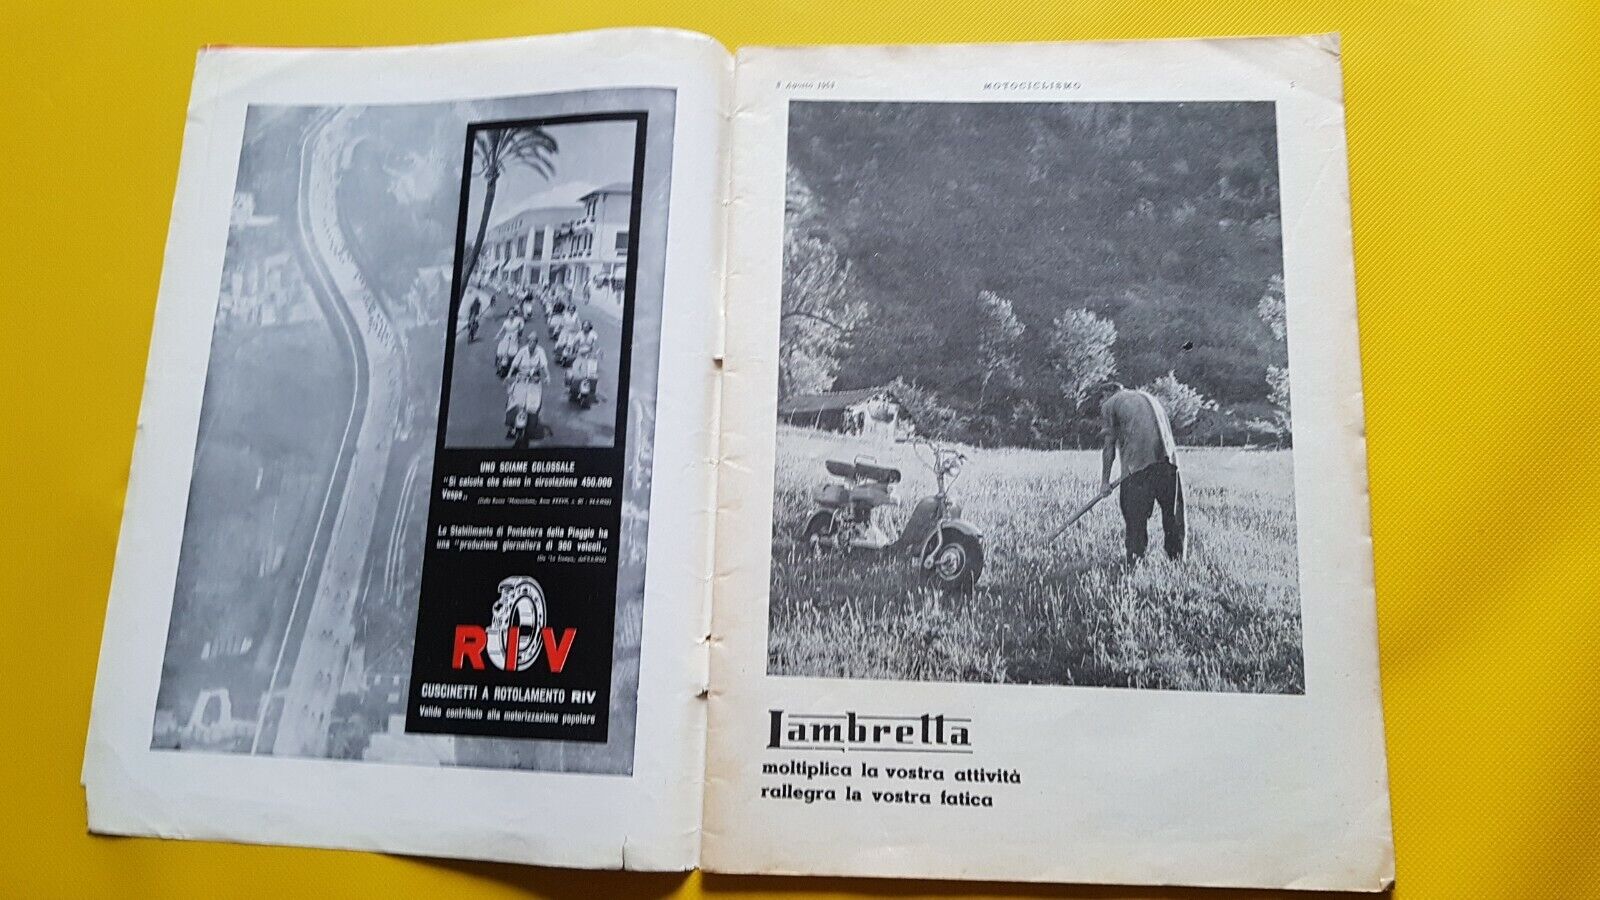 UNO SCIAME COLOSSALE
"Si calcola che siano in circolazione 450.000
Vespa"
Lo Stabilimento di Pontedera della Piaggio ha
una "produzione giornaliera di 300 veicoli"
RIV
CUSCINETTI A ROTOLAMENTO RIV
Valido contributo alla motorizzazione popolare
Agosto
MOTOCICLISMO
Lambretta
moltiplica la vostra attività
rallegra la vostra fatica